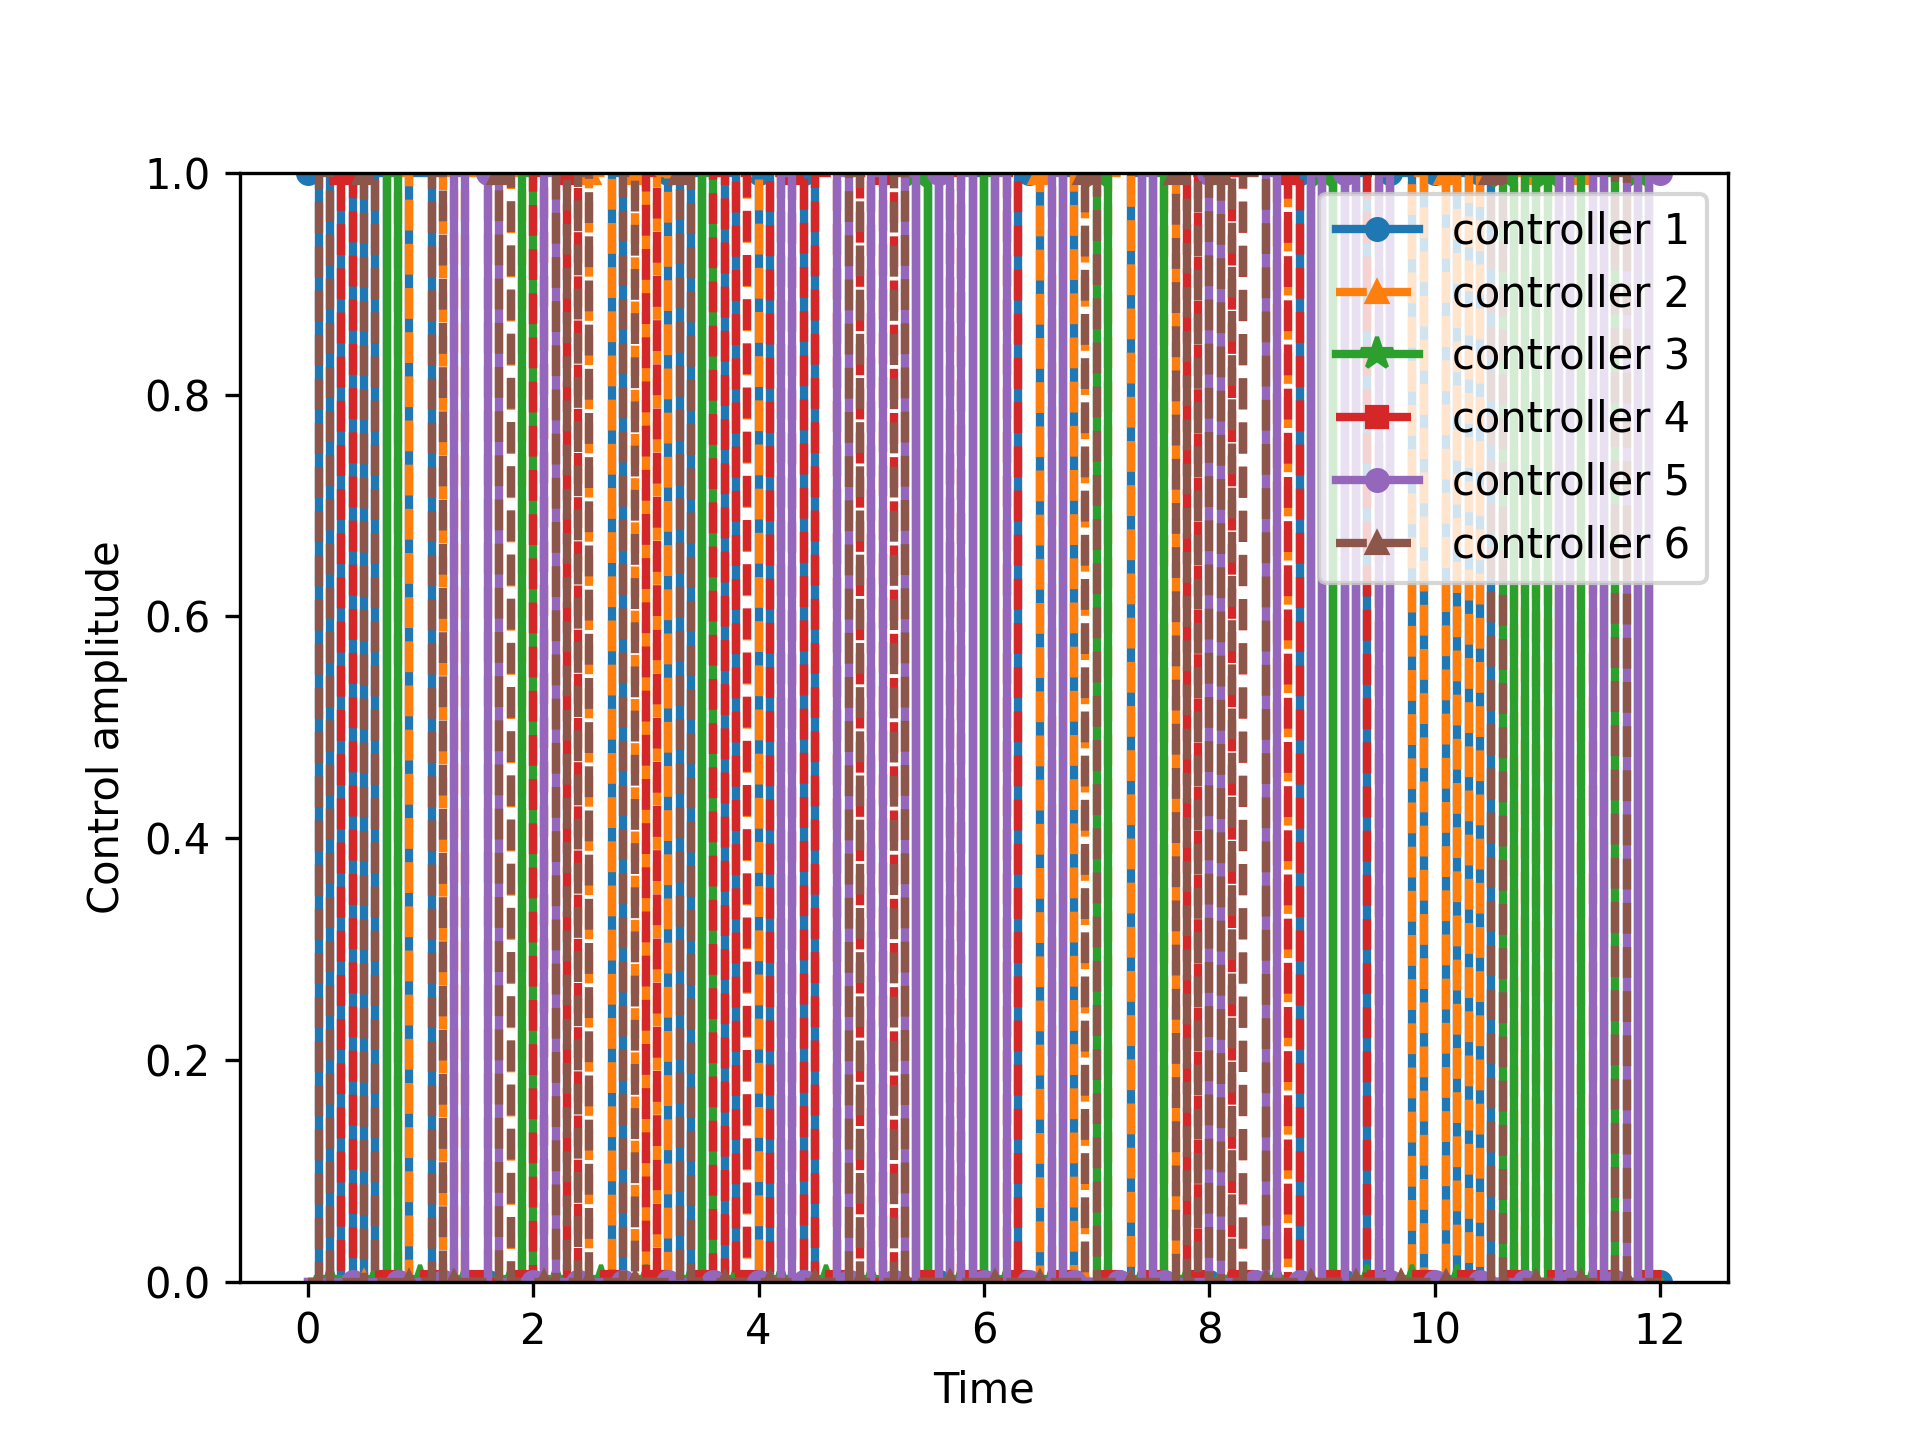 1.0
0.8
0.6
0.4
0.2
0.0
Control amplitude
0 2 4 6 8 10 12
Time
controller 1
controller 2
controller 3
controller 4
controller 5
controller 6